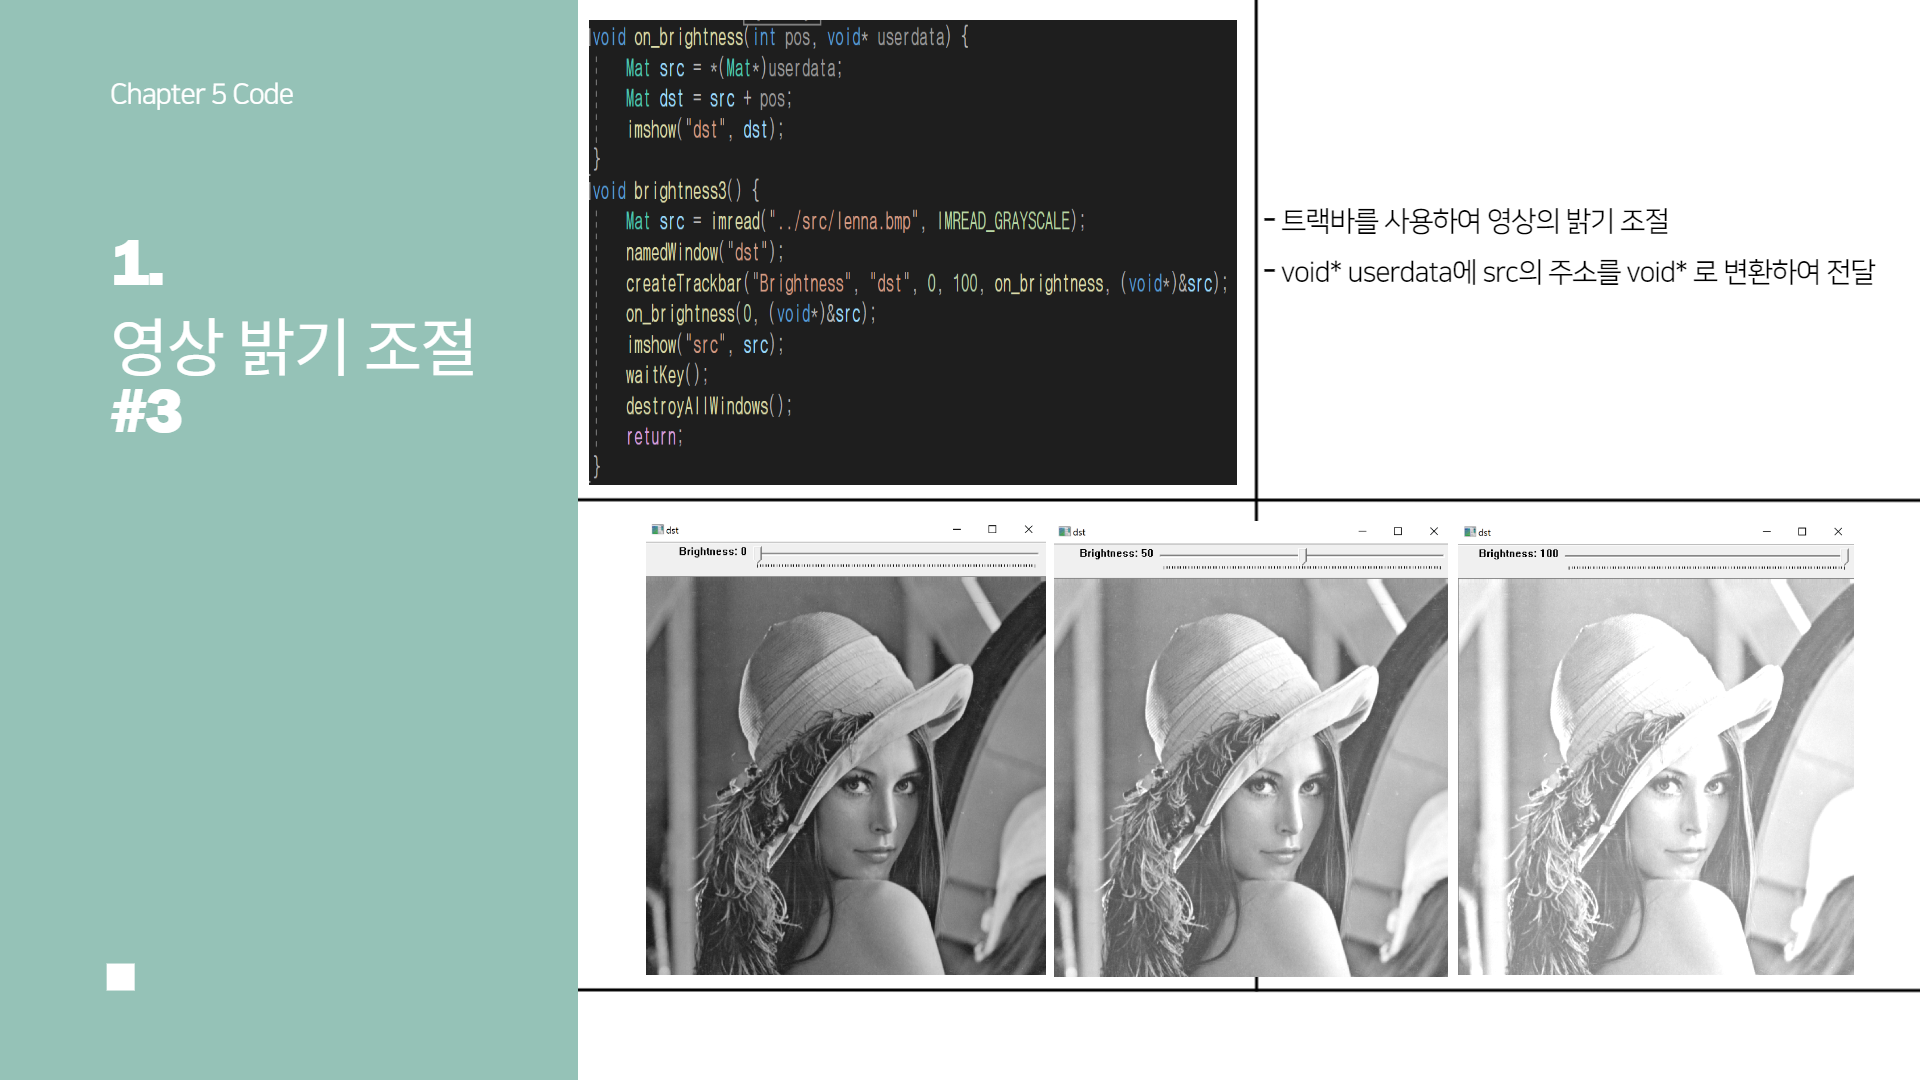 Chapter 5 Code
1.
영상 밝기 조절
#3
void on_brightness(int pos, void* userdata) {
Mat src = *(Mat*)userdata;
Mat dst = src + pos;
imshow("dst", dst);
}
void brightness3() {
Mat src = imread("../src/lenna.bmp", IMREAD_GRAYSCALE);
namedWindow("dst");
createTrackbar("Brightness", "dst", 0, 100, on_brightness, (void*)&src);
on_brightness(0, (void*)&src);
imshow("src", src);
waitKey();
destroyAllWindows();
return;
}
- 트랙바를 사용하여 영상의 밝기 조절
- void* userdata에 src의 주소를 void* 로 변환하여 전달
dst
Brightness: 0
dst
Brightness: 50
dst
Brightness: 100